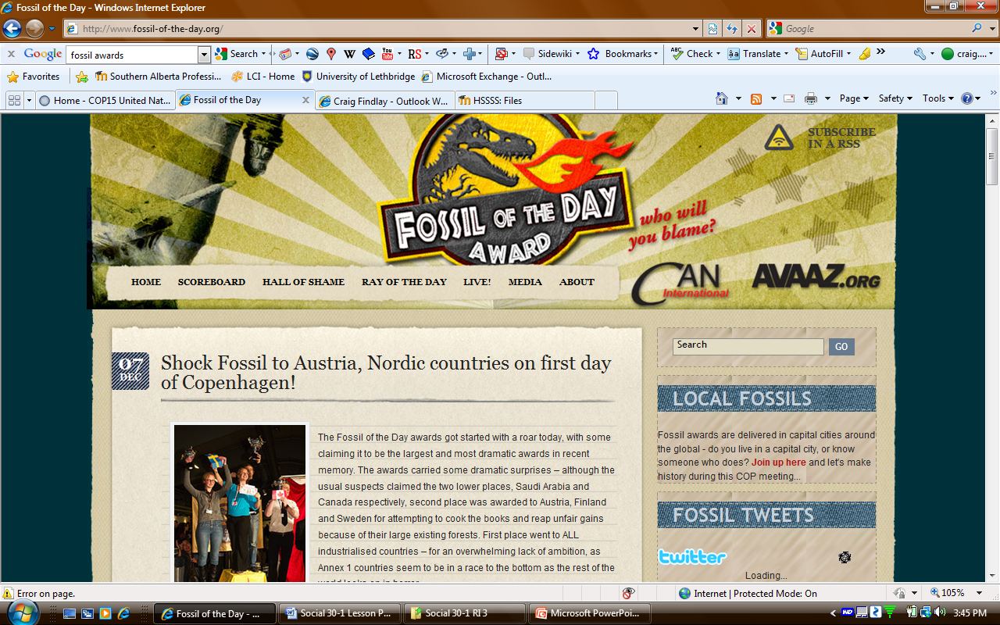 Fossil of the Day - Windows Internet Explorer
http://www.fossil-of-the-day.org/
Google
Google
fossil awards
Search
W
You Tube
RS
Sidewiki
Bookmarks
ABC Check
Translate
AutoFill
craig....
Favorites
Southern Alberta Professi...
LCI - Home
University of Lethbridge
Microsoft Exchange - Outl...
Home - COP15 United Nat...
Fossil of the Day
Craig Findlay - Outlook W...
HSSSS: Files
Page
Safety
Tools
SUBSCRIBE
IN A RSS
FOSSIL OF THE DAY
AWARD
who will
you blame?
HOME
SCOREBOARD
HALL OF SHAME
RAY OF THE DAY
LIVE!
MEDIA
ABOUT
CAN
International
AVAAZ.ORG
07
DEC
Shock Fossil to Austria, Nordic countries on first day
of Copenhagen!
The Fossil of the Day awards got started with a roar today, with some
claiming it to be the largest and most dramatic awards in recent
memory. The awards carried some dramatic surprises – although the
usual suspects claimed the two lower places, Saudi Arabia and
Canada respectively, second place was awarded to Austria, Finland
and Sweden for attempting to cook the books and reap unfair gains
because of their large existing forests. First place went to ALL
industrialised countries – for an overwhelming lack of ambition, as
Annex 1 countries seem to be in a race to the bottom as the rest of the
world looks on in horror.
Search
GO
LOCAL FOSSILS
Fossil awards are delivered in capital cities around
the global - do you live in a capital city, or know
someone who does? Join up here and let's make
history during this COP meeting...
FOSSIL TWEETS
twitter
Loading...
Error on page.
Internet | Protected Mode: On
105%
Fossil of the Day - ...
Social 30-1 Lesson P...
Social 30-1 RI 3
Microsoft PowerPoi...
3:45 PM